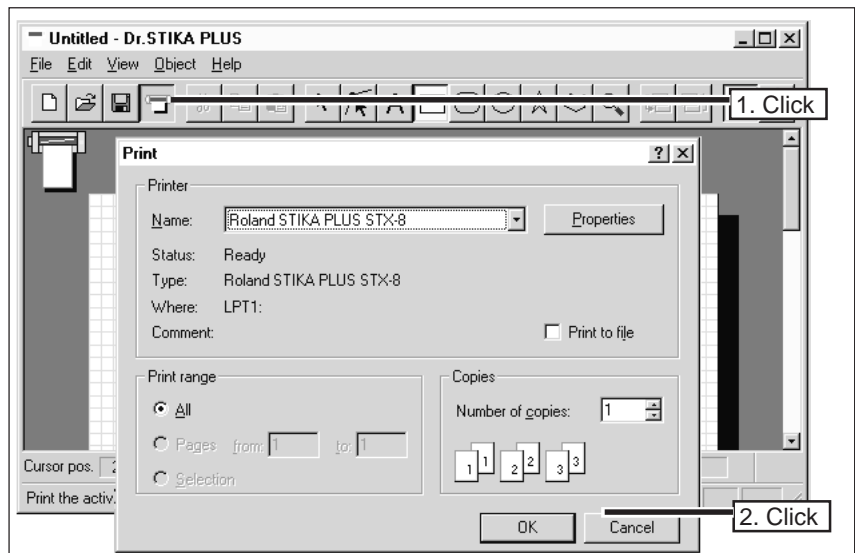 Untitled - Dr.STIKA PLUS
File Edit View Object Help
1. Click
Print
Printer
Name: Roland STIKA PLUS STX-8 Properties
Status: Ready
Type: Roland STIKA PLUS STX-8
Where: LPT1:
Comment: Print to file
Print range
All
Pages from: 1 to: 1
Selection
Copies
Number of copies: 1
1 1 2 2 3 3
Cursor pos.
Print the activ
OK Cancel
2. Click